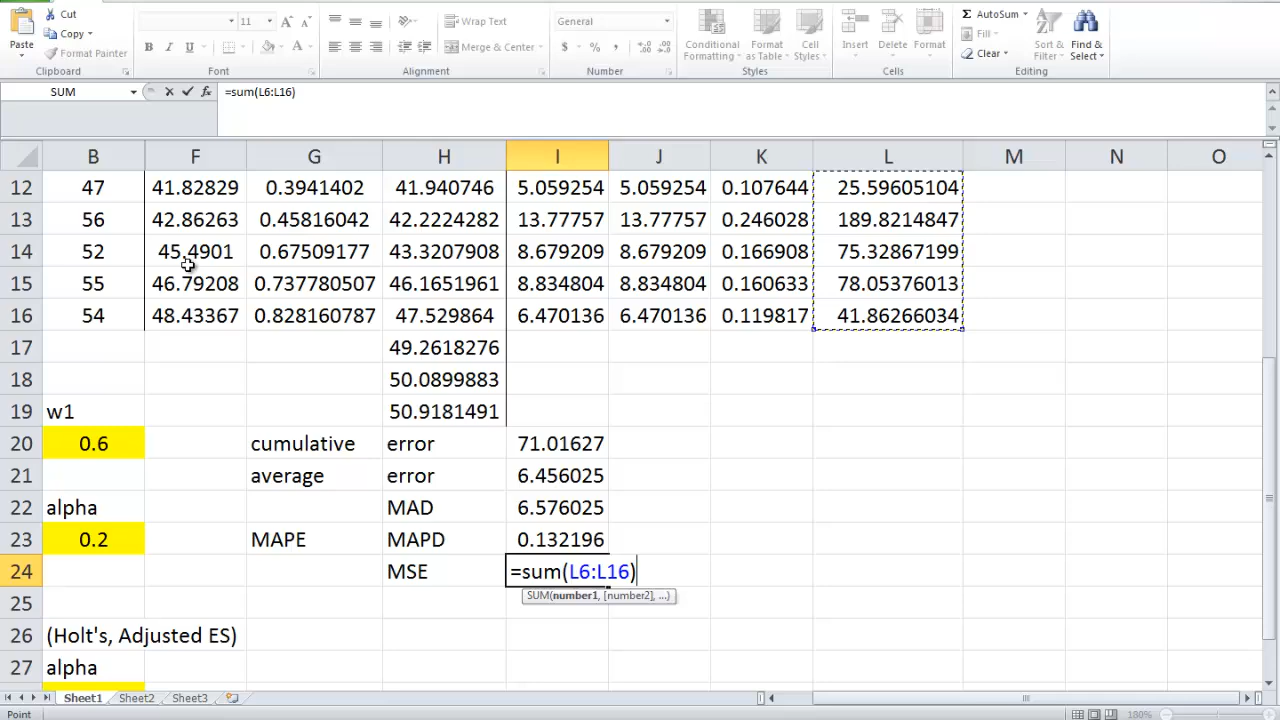 Cut
Copy
Format Painter
Paste
Clipboard
11
B I U
A A
Font
Wrap Text
Merge & Center
Alignment
General
$ % ,
Number
Conditional Formatting
Format as Table
Cell Styles
Styles
Insert
Delete
Format
Cells
Σ AutoSum
Fill
Clear
Sort & Filter
Find & Select
Editing
SUM
fx
=sum(L6:L16)
B F G H I J K L M N O
12 47 41.82829 0.3941402 41.940746 5.059254 5.059254 0.107644 25.59605104
13 56 42.86263 0.45816042 42.2224282 13.77757 13.77757 0.246028 189.8214847
14 52 45.4901 0.67509177 43.3207908 8.679209 8.679209 0.166908 75.32867199
15 55 46.79208 0.737780507 46.1651961 8.834804 8.834804 0.160633 78.05376013
16 54 48.43367 0.828160787 47.529864 6.470136 6.470136 0.119817 41.86266034
17 49.2618276
18 50.0899883
19 w1 50.9181491
20 0.6 cumulative error 71.01627
21 average error 6.456025
22 alpha MAD 6.576025
23 0.2 MAPE MAPD 0.132196
24 MSE =sum(L6:L16)
SUM(number1, [number2], ...)
25
26 (Holt's, Adjusted ES)
27 alpha
Sheet1 Sheet2 Sheet3
Point
180%